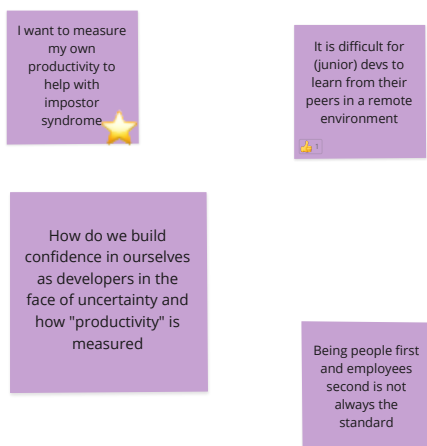 I want to measure
my own
productivity to
help with
impostor
syndrome
It is difficult for
(junior) devs to
learn from their
peers in a remote
environment
1
How do we build
confidence in ourselves
as developers in the
face of uncertainty and
how "productivity" is
measured
Being people first
and employees
second is not
always the
standard